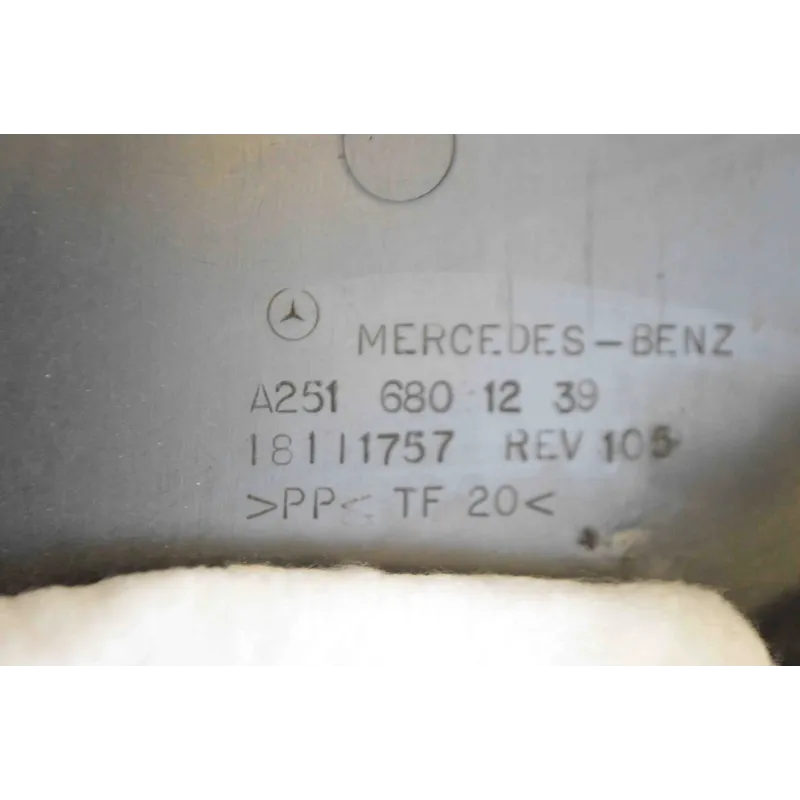 MERCEDES-BENZ
A251 680 12 39
18111757 REV 105
>PP< TF 20<